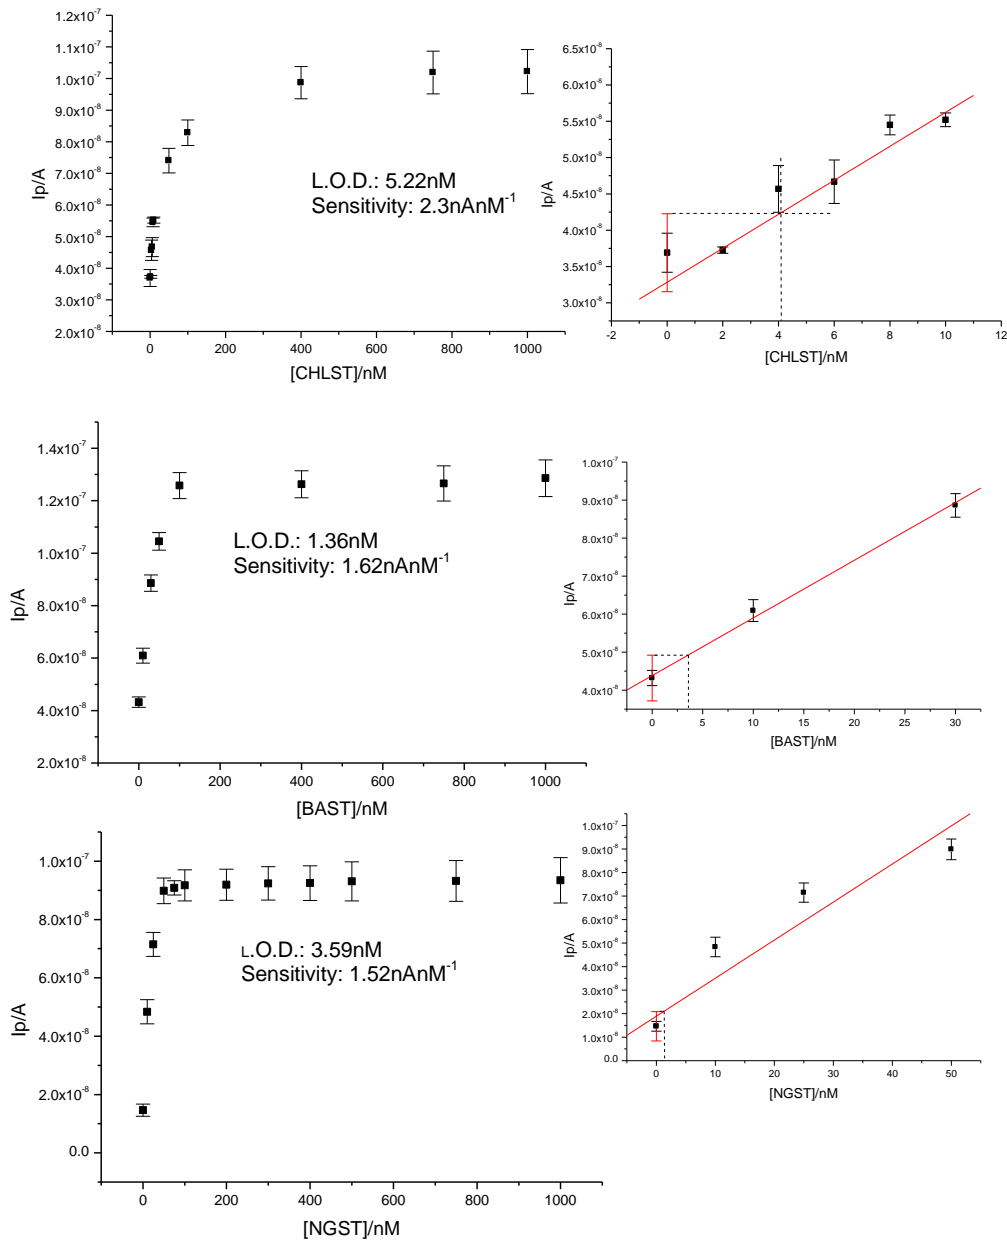 1.2x10⁻⁷
1.1x10⁻⁷
1.0x10⁻⁷
9.0x10⁻⁸
8.0x10⁻⁸
7.0x10⁻⁸
6.0x10⁻⁸
5.0x10⁻⁸
4.0x10⁻⁸
3.0x10⁻⁸
2.0x10⁻⁸
Ip/A
L.O.D.: 5.22nM
Sensitivity: 2.3nAnM⁻¹
0 200 400 600 800 1000
[CHLST]/nM
6.5x10⁻⁸
6.0x10⁻⁸
5.5x10⁻⁸
5.0x10⁻⁸
4.5x10⁻⁸
4.0x10⁻⁸
3.5x10⁻⁸
3.0x10⁻⁸
Ip/A
-2 0 2 4 6 8 10 12
[CHLST]/nM
1.4x10⁻⁷
1.2x10⁻⁷
1.0x10⁻⁷
8.0x10⁻⁸
6.0x10⁻⁸
4.0x10⁻⁸
2.0x10⁻⁸
Ip/A
L.O.D.: 1.36nM
Sensitivity: 1.62nAnM⁻¹
0 200 400 600 800 1000
[BAST]/nM
1.0x10⁻⁷
9.0x10⁻⁸
8.0x10⁻⁸
7.0x10⁻⁸
6.0x10⁻⁸
5.0x10⁻⁸
4.0x10⁻⁸
Ip/A
0 5 10 15 20 25 30
[BAST]/nM
1.0x10⁻⁷
8.0x10⁻⁸
6.0x10⁻⁸
4.0x10⁻⁸
2.0x10⁻⁸
0.0
Ip/A
L.O.D.: 3.59nM
Sensitivity: 1.52nAnM⁻¹
0 200 400 600 800 1000
[NGST]/nM
1.0x10⁻⁷
9.0x10⁻⁸
8.0x10⁻⁸
7.0x10⁻⁸
6.0x10⁻⁸
5.0x10⁻⁸
4.0x10⁻⁸
3.0x10⁻⁸
2.0x10⁻⁸
1.0x10⁻⁸
0.0
Ip/A
0 10 20 30 40 50
[NGST]/nM